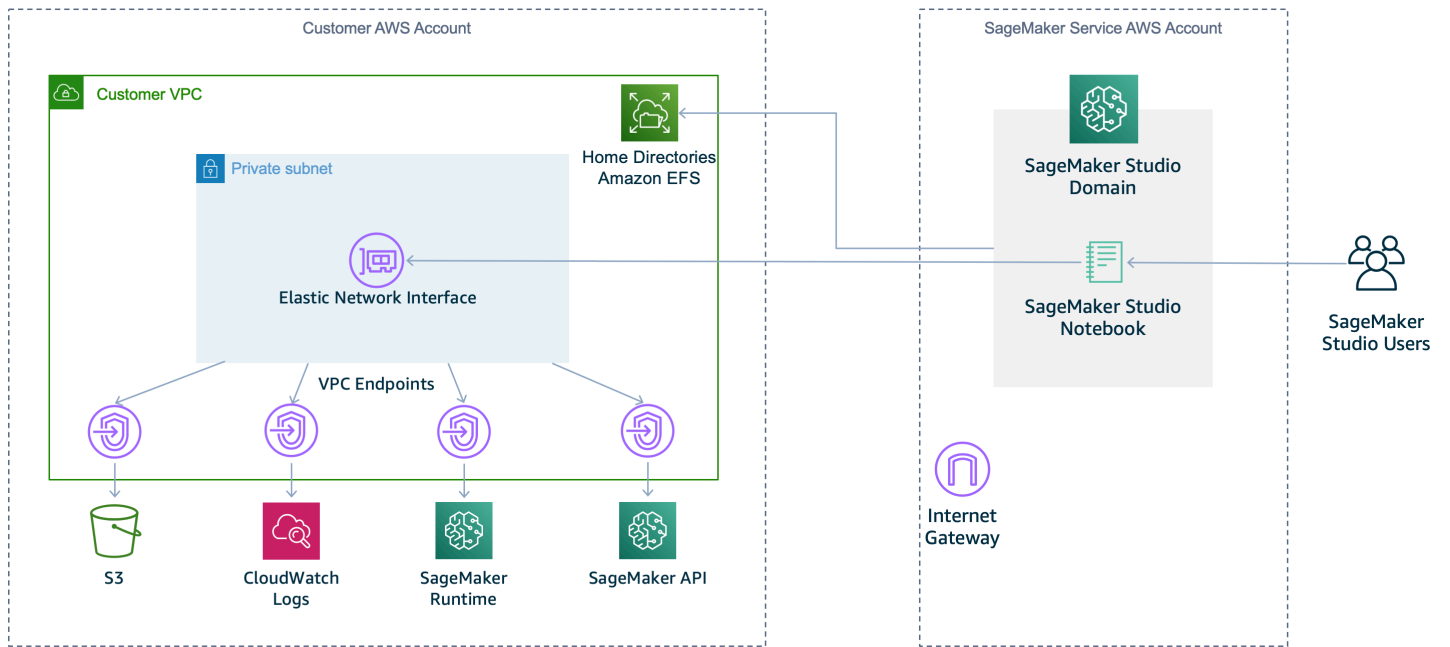 Customer AWS Account
SageMaker Service AWS Account
Customer VPC
Home Directories
Amazon EFS
Private subnet
Elastic Network Interface
VPC Endpoints
S3
CloudWatch
Logs
SageMaker
Runtime
SageMaker API
SageMaker Studio
Domain
SageMaker Studio
Notebook
Internet
Gateway
SageMaker
Studio Users